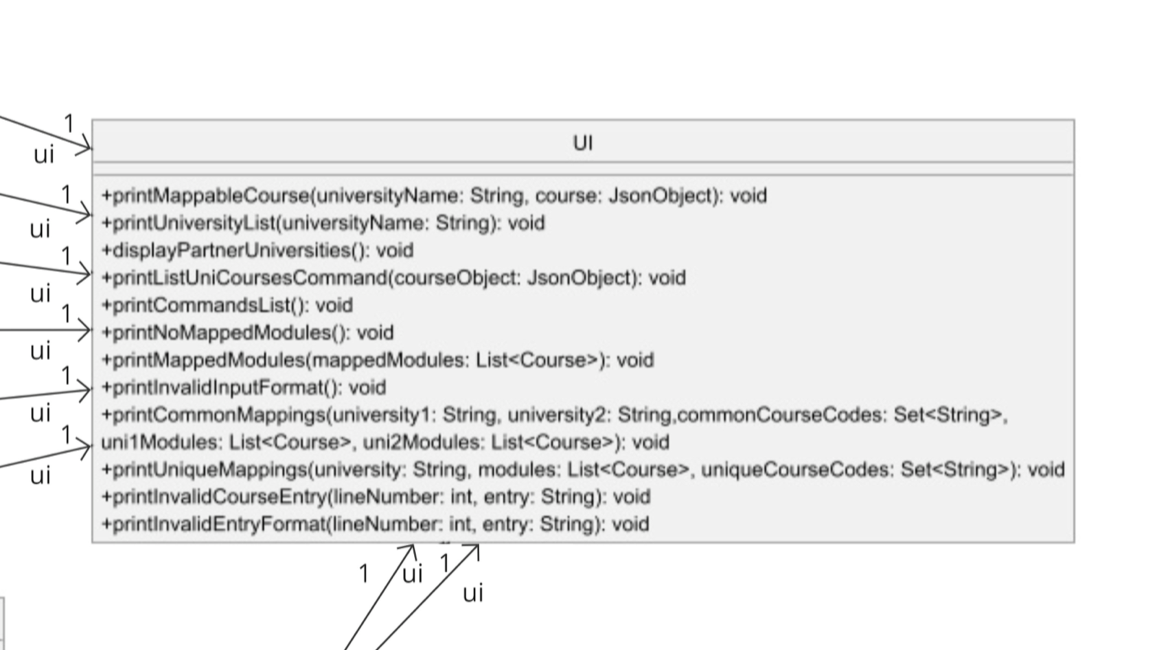 1
ui
UI
1
ui
+printMappableCourse(universityName: String, course: JsonObject): void
+printUniversityList(universityName: String): void
1
ui
+displayPartnerUniversities(): void
+printListUniCoursesCommand(courseObject: JsonObject): void
1
ui
+printCommandsList(): void
+printNoMappedModules(): void
+printMappedModules(mappedModules: List<Course>): void
1
ui
+printInvalidInputFormat(): void
+printCommonMappings(university1: String, university2: String,commonCourseCodes: Set<String>,
1
ui
uni1Modules: List<Course>, uni2Modules: List<Course>): void
+printUniqueMappings(university: String, modules: List<Course>, uniqueCourseCodes: Set<String>): void
+printInvalidCourseEntry(lineNumber: int, entry: String): void
+printInvalidEntryFormat(lineNumber: int, entry: String): void
1
ui
1
ui